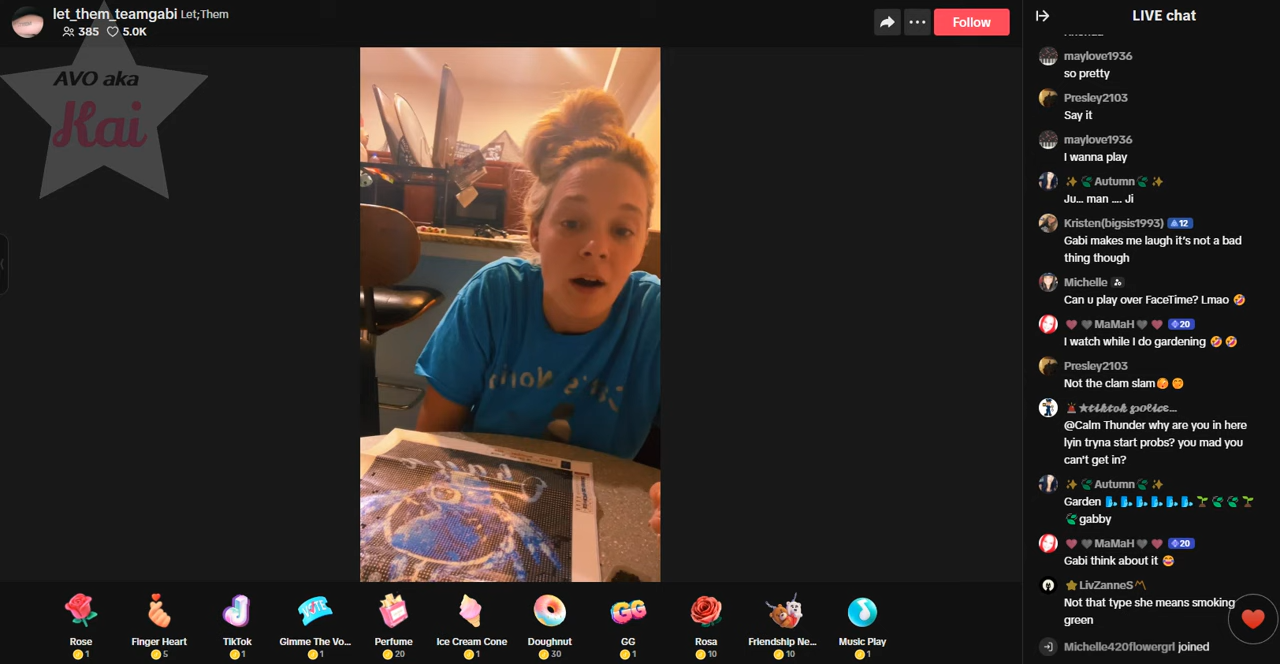 let_them_teamgabi Let;Them
385 5.0K
Follow
LIVE chat
AVO aka
Kai
maylove1936
so pretty
Presley2103
Say it
maylove1936
I wanna play
✨🍃Autumn🍃✨
Ju... man .... Ji
Kristen(bigsis1993) 12
Gabi makes me laugh it's not a bad
thing though
Michelle
Can u play over FaceTime? Lmao 🤣
MaMaH 20
I watch while I do gardening 🤣🤣
Presley2103
Not the clam slam
★tiktok police...
@Calm Thunder why are you in here
lyin tryna start probs? you mad you
can't get in?
✨🍃Autumn🍃✨
Garden
gabby
MaMaH 20
Gabi think about it 😂
LivZanneS
Not that type she means smoking
green
Michelle420flowergrl joined
Rose
1
Finger Heart
5
TikTok
1
Gimme The Vo...
1
Perfume
20
Ice Cream Cone
1
Doughnut
30
GG
GG
1
Rosa
10
Friendship Ne...
10
Music Play
1